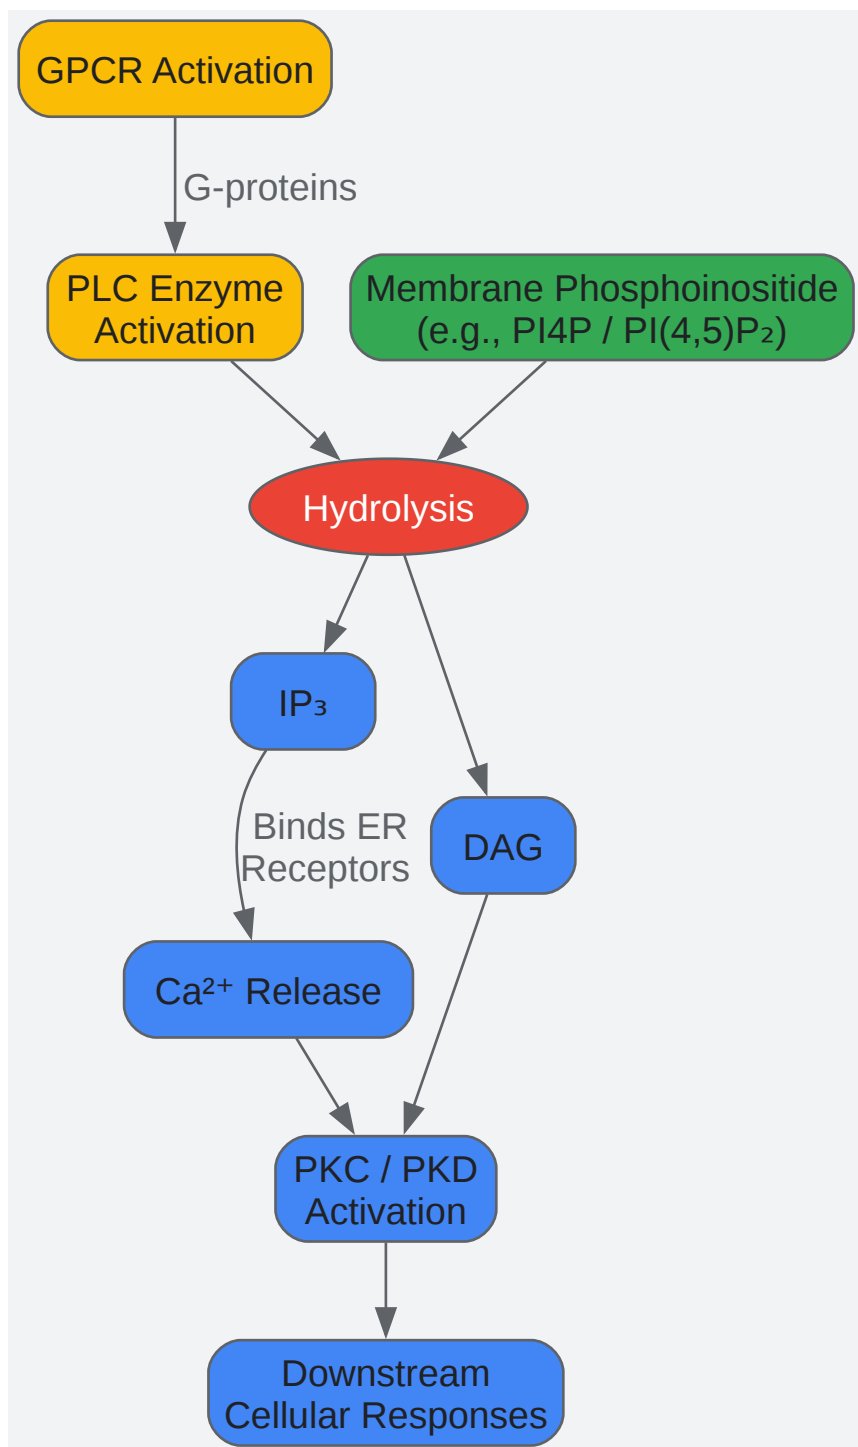 GPCR Activation
G-proteins
PLC Enzyme
Activation
Membrane Phosphoinositide
(e.g., PI4P / PI(4,5)P₂)
Hydrolysis
IP₃
Binds ER
Receptors
DAG
Ca²⁺ Release
PKC / PKD
Activation
Downstream
Cellular Responses